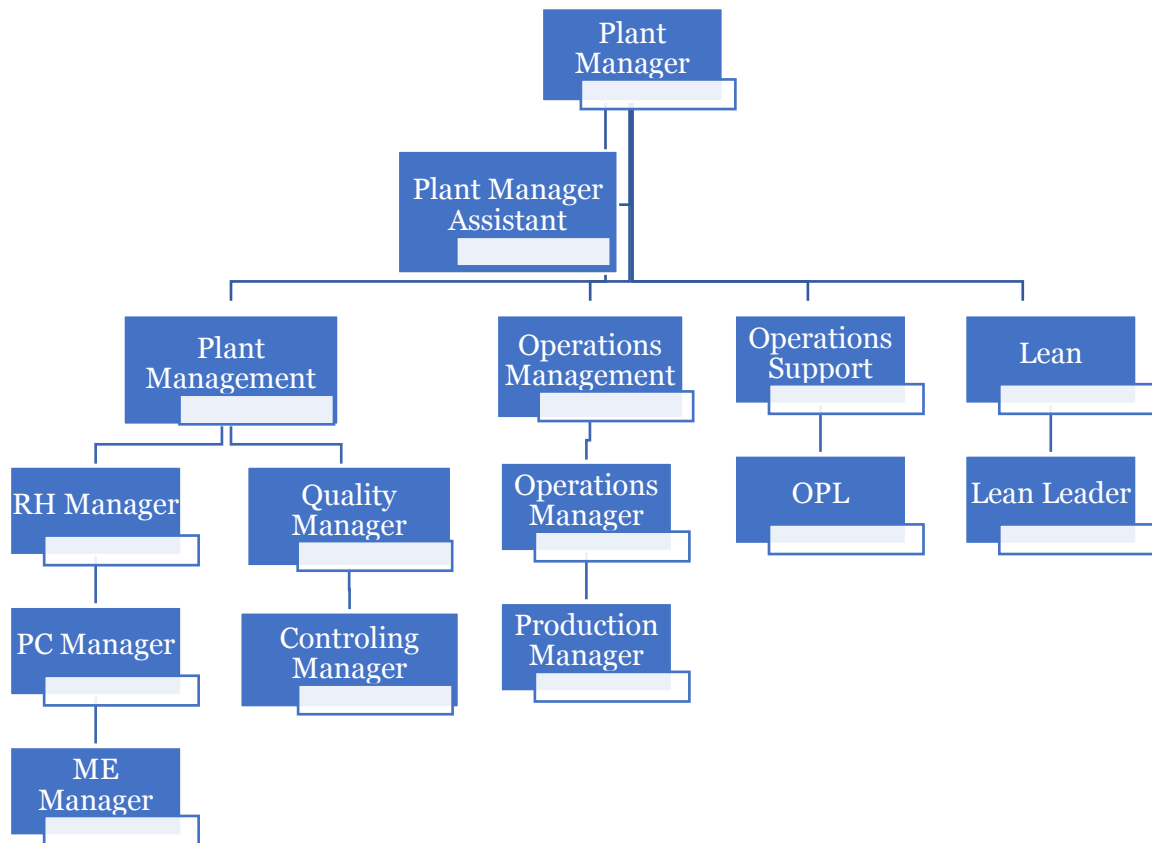 Plant
Manager
Plant Manager
Assistant
Plant
Management
Operations
Management
Operations
Support
Lean
RH Manager
Quality
Manager
Operations
Manager
OPL
Lean Leader
PC Manager
Controling
Manager
Production
Manager
ME
Manager